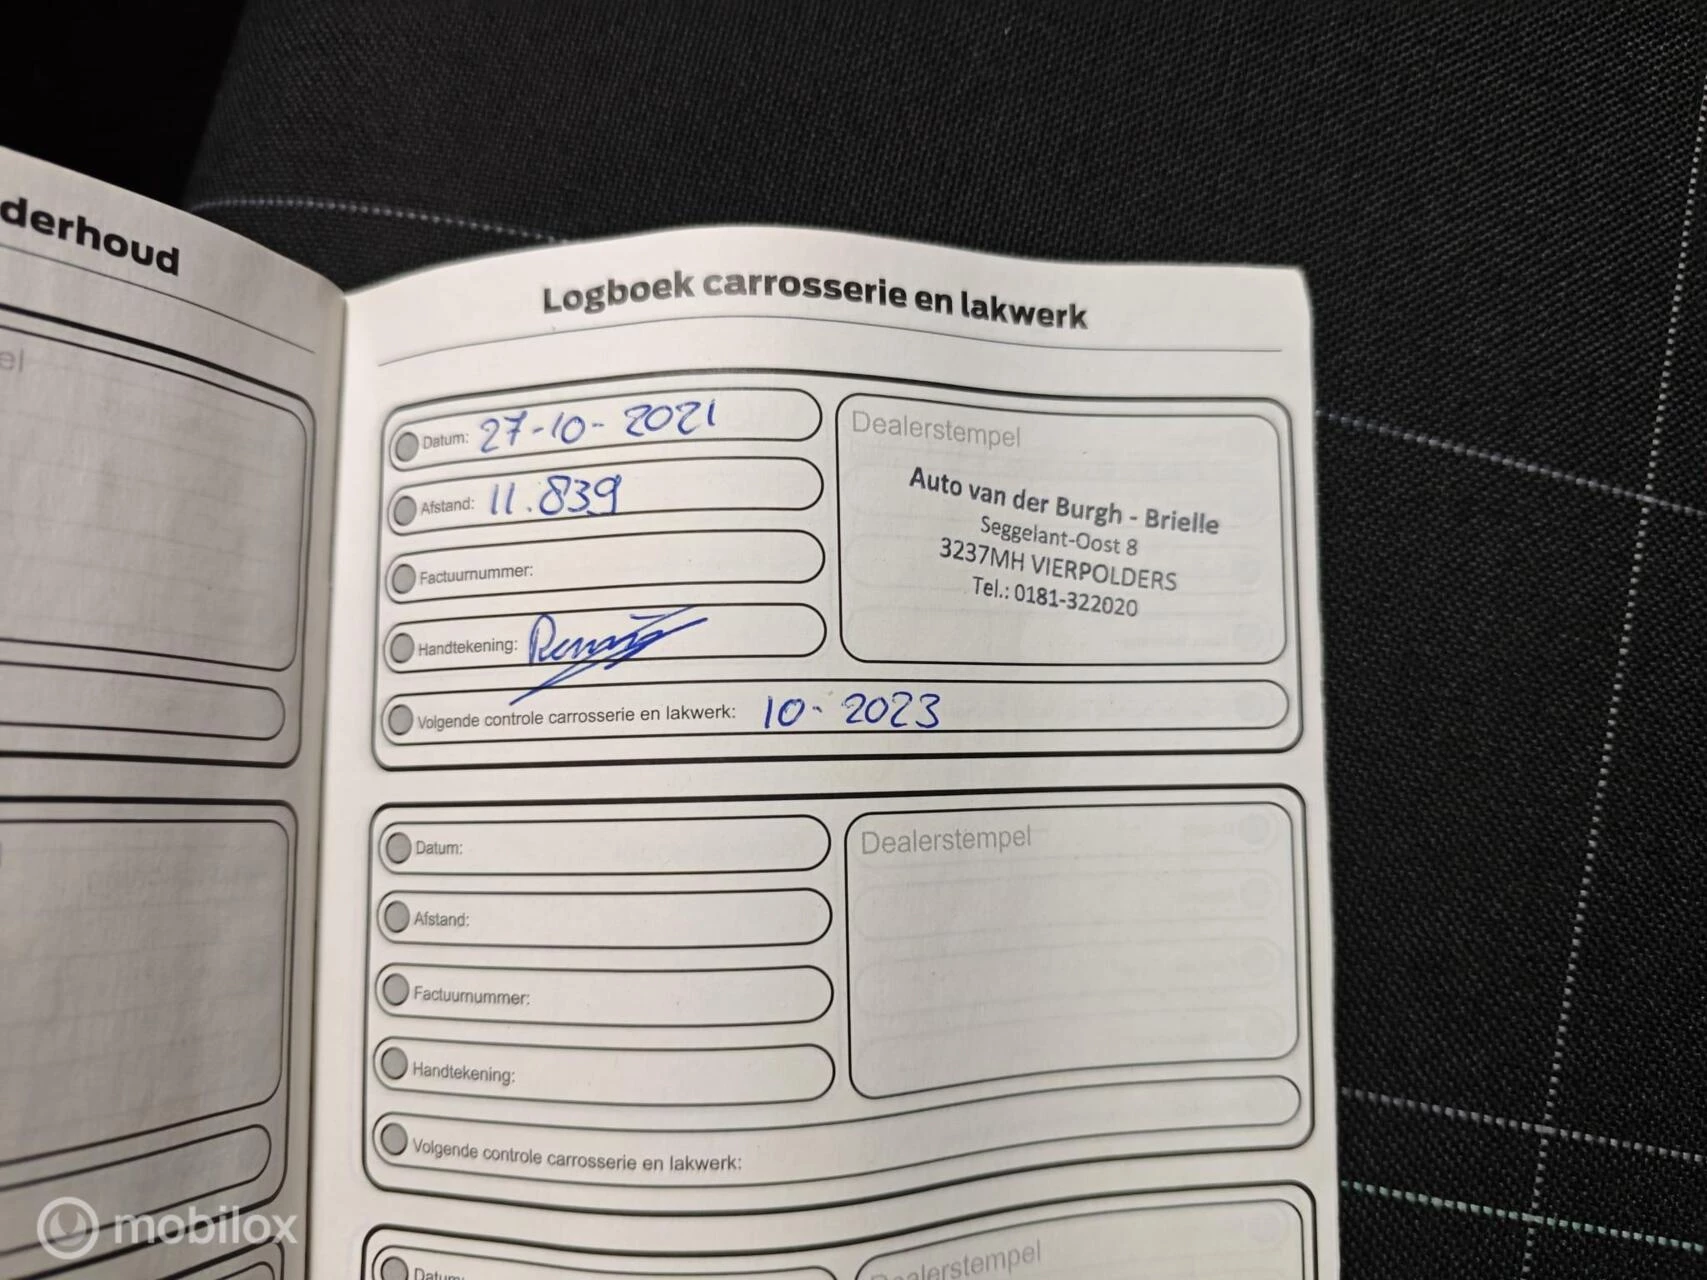 derhoud
Logboek carrosserie en lakwerk
Datum: 27-10-2021
Afstand: 11.839
Factuurnummer:
Handtekening:
Volgende controle carrosserie en lakwerk: 10-2023
Dealerstempel
Auto van der Burgh - Brielle
Seggelant-Oost 8
3237MH VIERPOLDERS
Tel.: 0181-322020
Datum:
Afstand:
Factuurnummer:
Handtekening:
Volgende controle carrosserie en lakwerk:
Dealerstempel
Datum:
Dealerstempel
el
mobilox